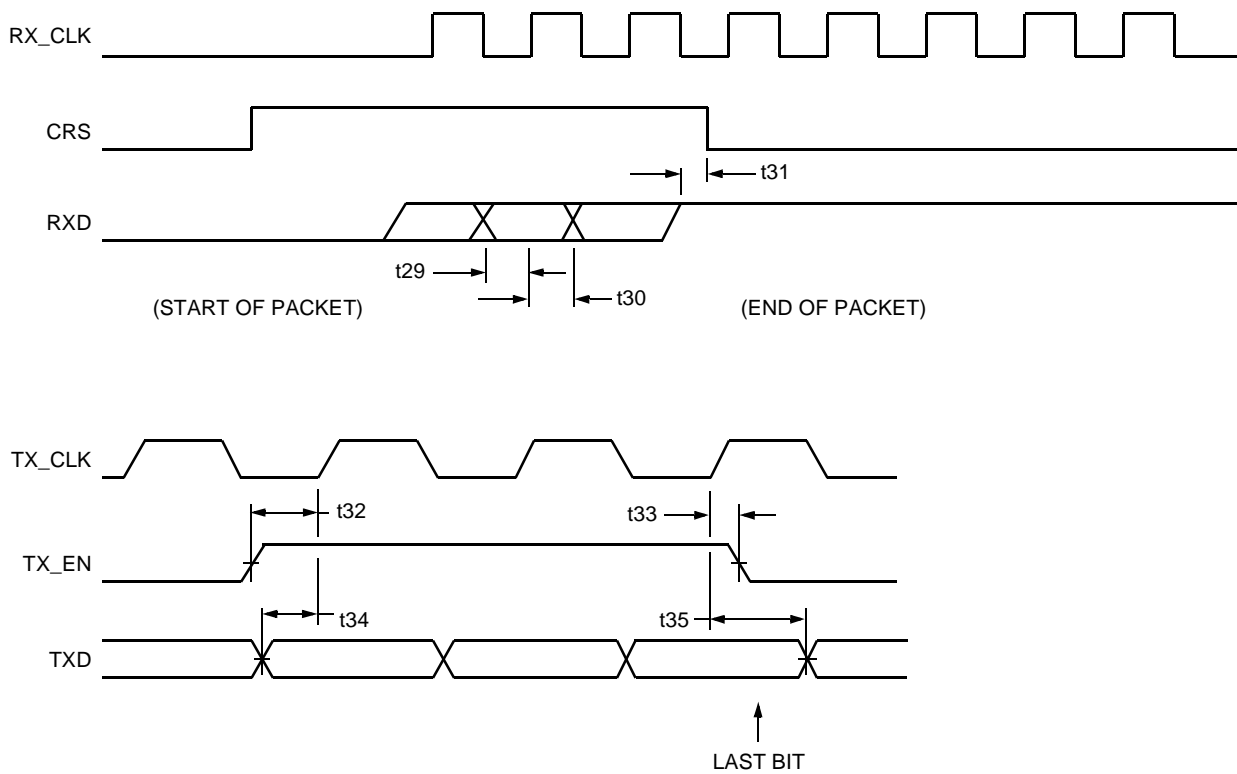 RX_CLK
CRS
t31
RXD
t29
t30
(START OF PACKET)
(END OF PACKET)
TX_CLK
t32
t33
TX_EN
t34
t35
TXD
LAST BIT